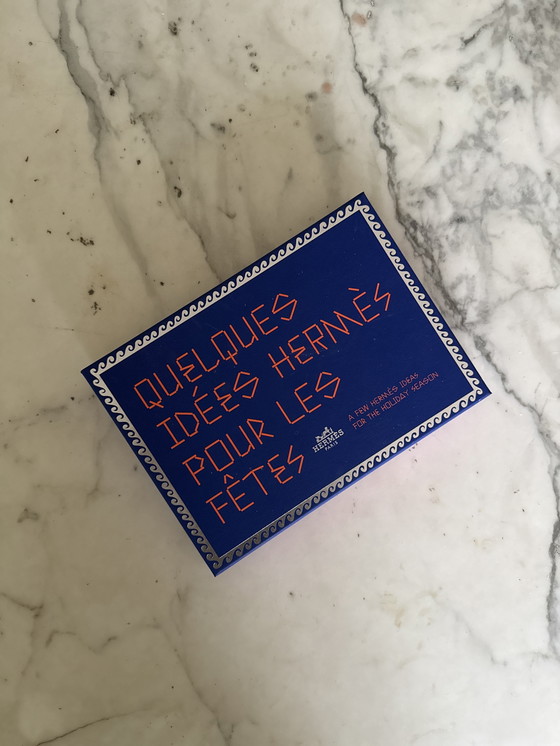 QUELQUES
IDÉES HERMÈS
POUR LES
FÊTES
HERMÈS
PARIS
A FEW HERMÈS IDEAS
FOR THE HOLIDAY SEASON